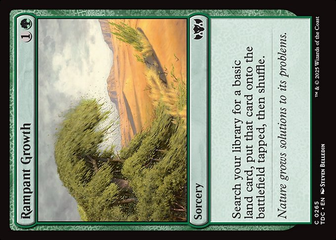 Rampant Growth 1
Sorcery
Search your library for a basic
land card, put that card onto the
battlefield tapped, then shuffle.
Nature grows solutions to its problems.
C 0265
TDC • EN STEVEN BELLEDIN
™ & © 2025 Wizards of the Coast